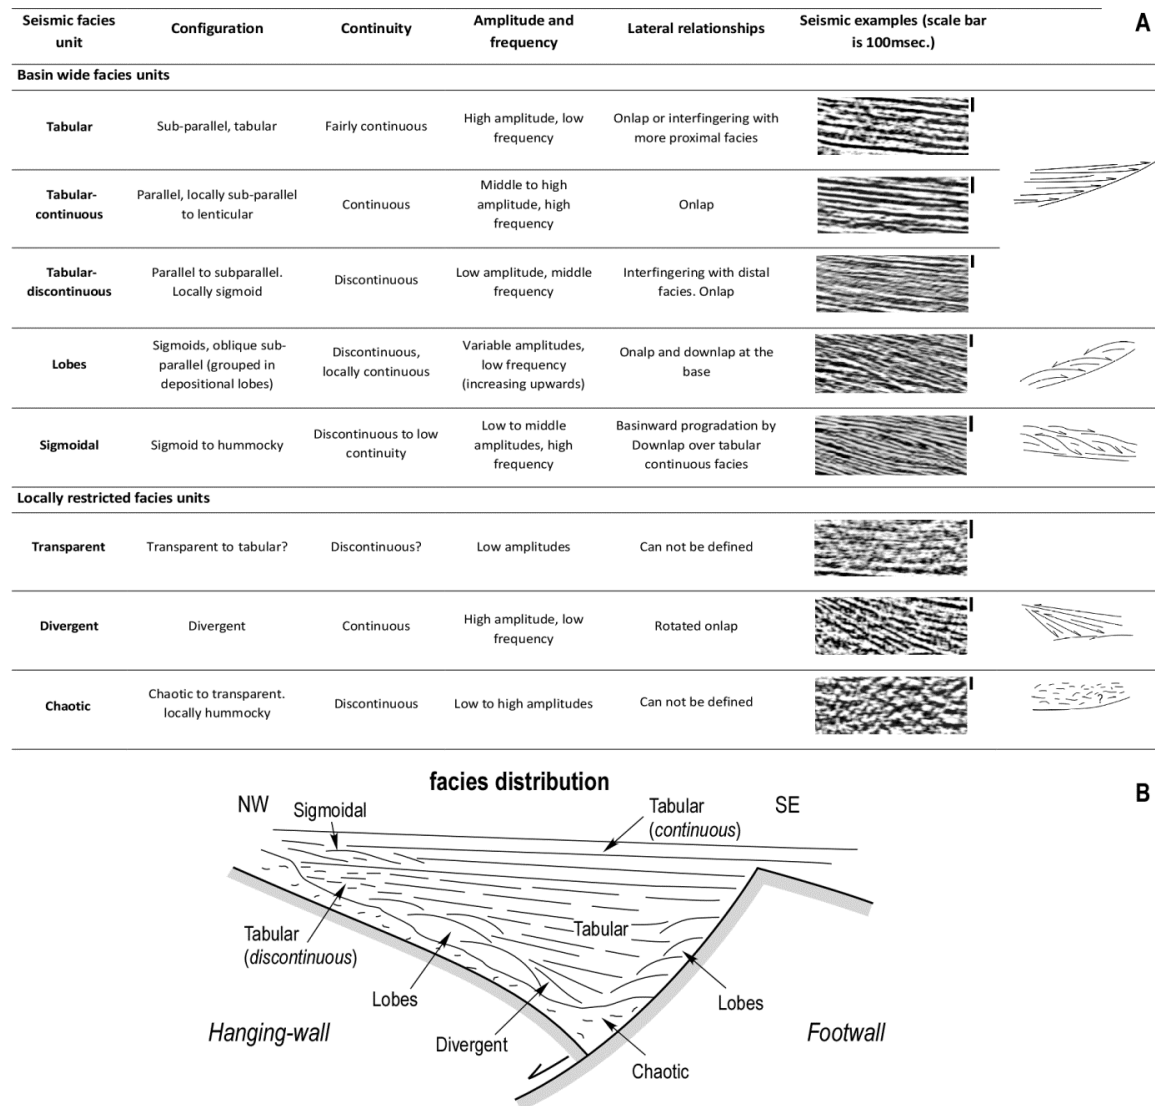 Seismic facies unit	Configuration	Continuity	Amplitude and frequency	Lateral relationships	Seismic examples (scale bar is 100msec.)
A
Basin wide facies units
Tabular	Sub-parallel, tabular	Fairly continuous	High amplitude, low frequency	Onlap or interfingering with more proximal facies
Tabular-continuous	Parallel, locally sub-parallel to lenticular	Continuous	Middle to high amplitude, high frequency	Onlap
Tabular-discontinuous	Parallel to subparallel. Locally sigmoid	Discontinuous	Low amplitude, middle frequency	Interfingering with distal facies. Onlap
Lobes	Sigmoids, oblique sub-parallel (grouped in depositional lobes)	Discontinuous, locally continuous	Variable amplitudes, low frequency (increasing upwards)	Onalp and downlap at the base
Sigmoidal	Sigmoid to hummocky	Discontinuous to low continuity	Low to middle amplitudes, high frequency	Basinward progradation by Downlap over tabular continuous facies
Locally restricted facies units
Transparent	Transparent to tabular?	Discontinuous?	Low amplitudes	Can not be defined
Divergent	Divergent	Continuous	High amplitude, low frequency	Rotated onlap
Chaotic	Chaotic to transparent. locally hummocky	Discontinuous	Low to high amplitudes	Can not be defined
?
facies distribution
B
NW
SE
Sigmoidal
Tabular
(continuous)
Tabular
Tabular
(discontinuous)
Lobes
Lobes
Divergent
Chaotic
Hanging-wall
Footwall